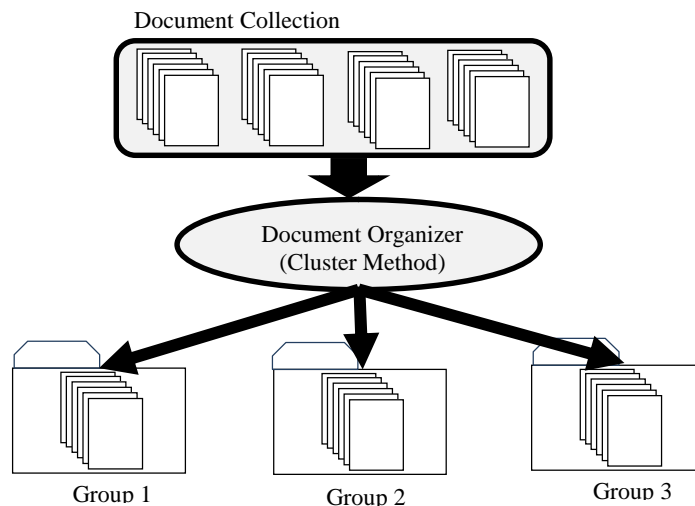 Document Collection
Document Organizer
(Cluster Method)
Group 1
Group 2
Group 3